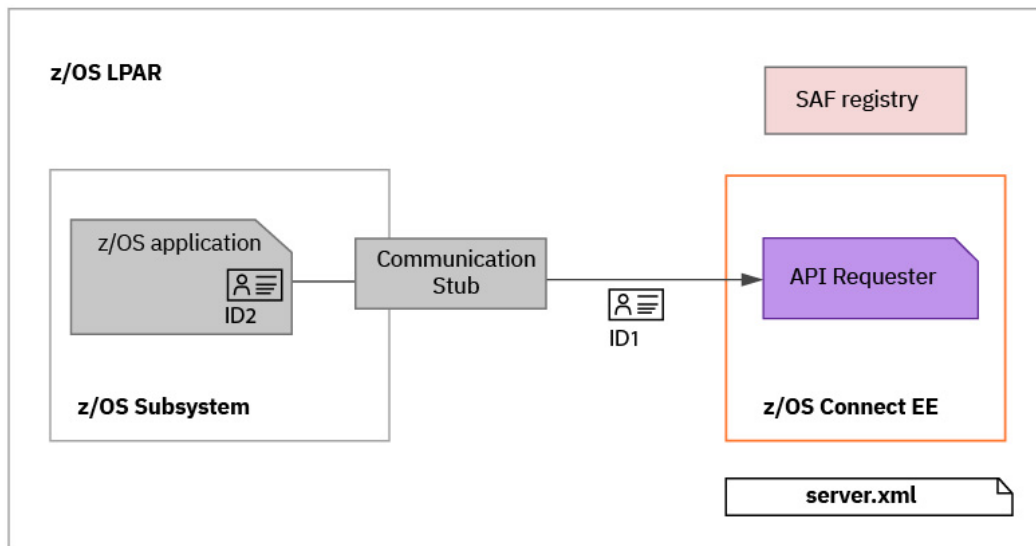 z/OS LPAR
SAF registry
z/OS application
ID2
Communication
Stub
ID1
API Requester
z/OS Subsystem
z/OS Connect EE
server.xml